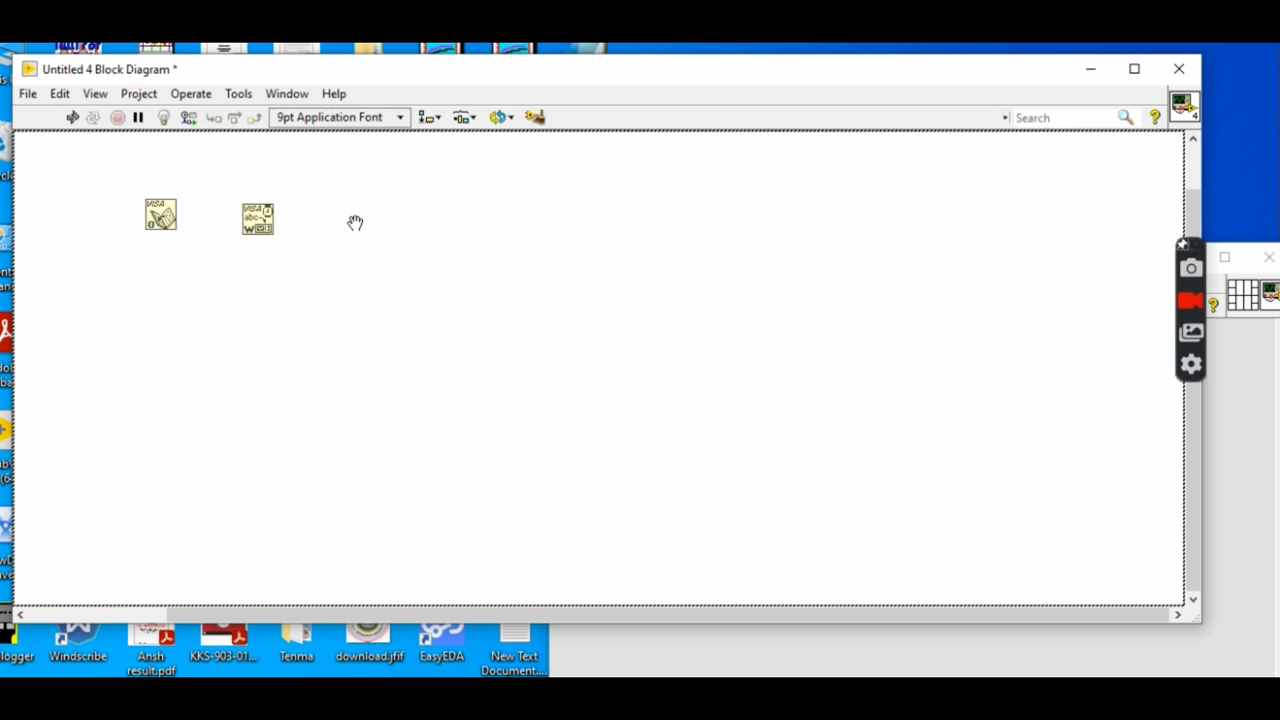 Untitled 4 Block Diagram *
File Edit View Project Operate Tools Window Help
9pt Application Font
Search
4
VISA
VISA
abc
W
Windscribe
Ansh
result.pdf
KKS-903-01...
Tenma
download.jfif
EasyEDA
New Text
Document....